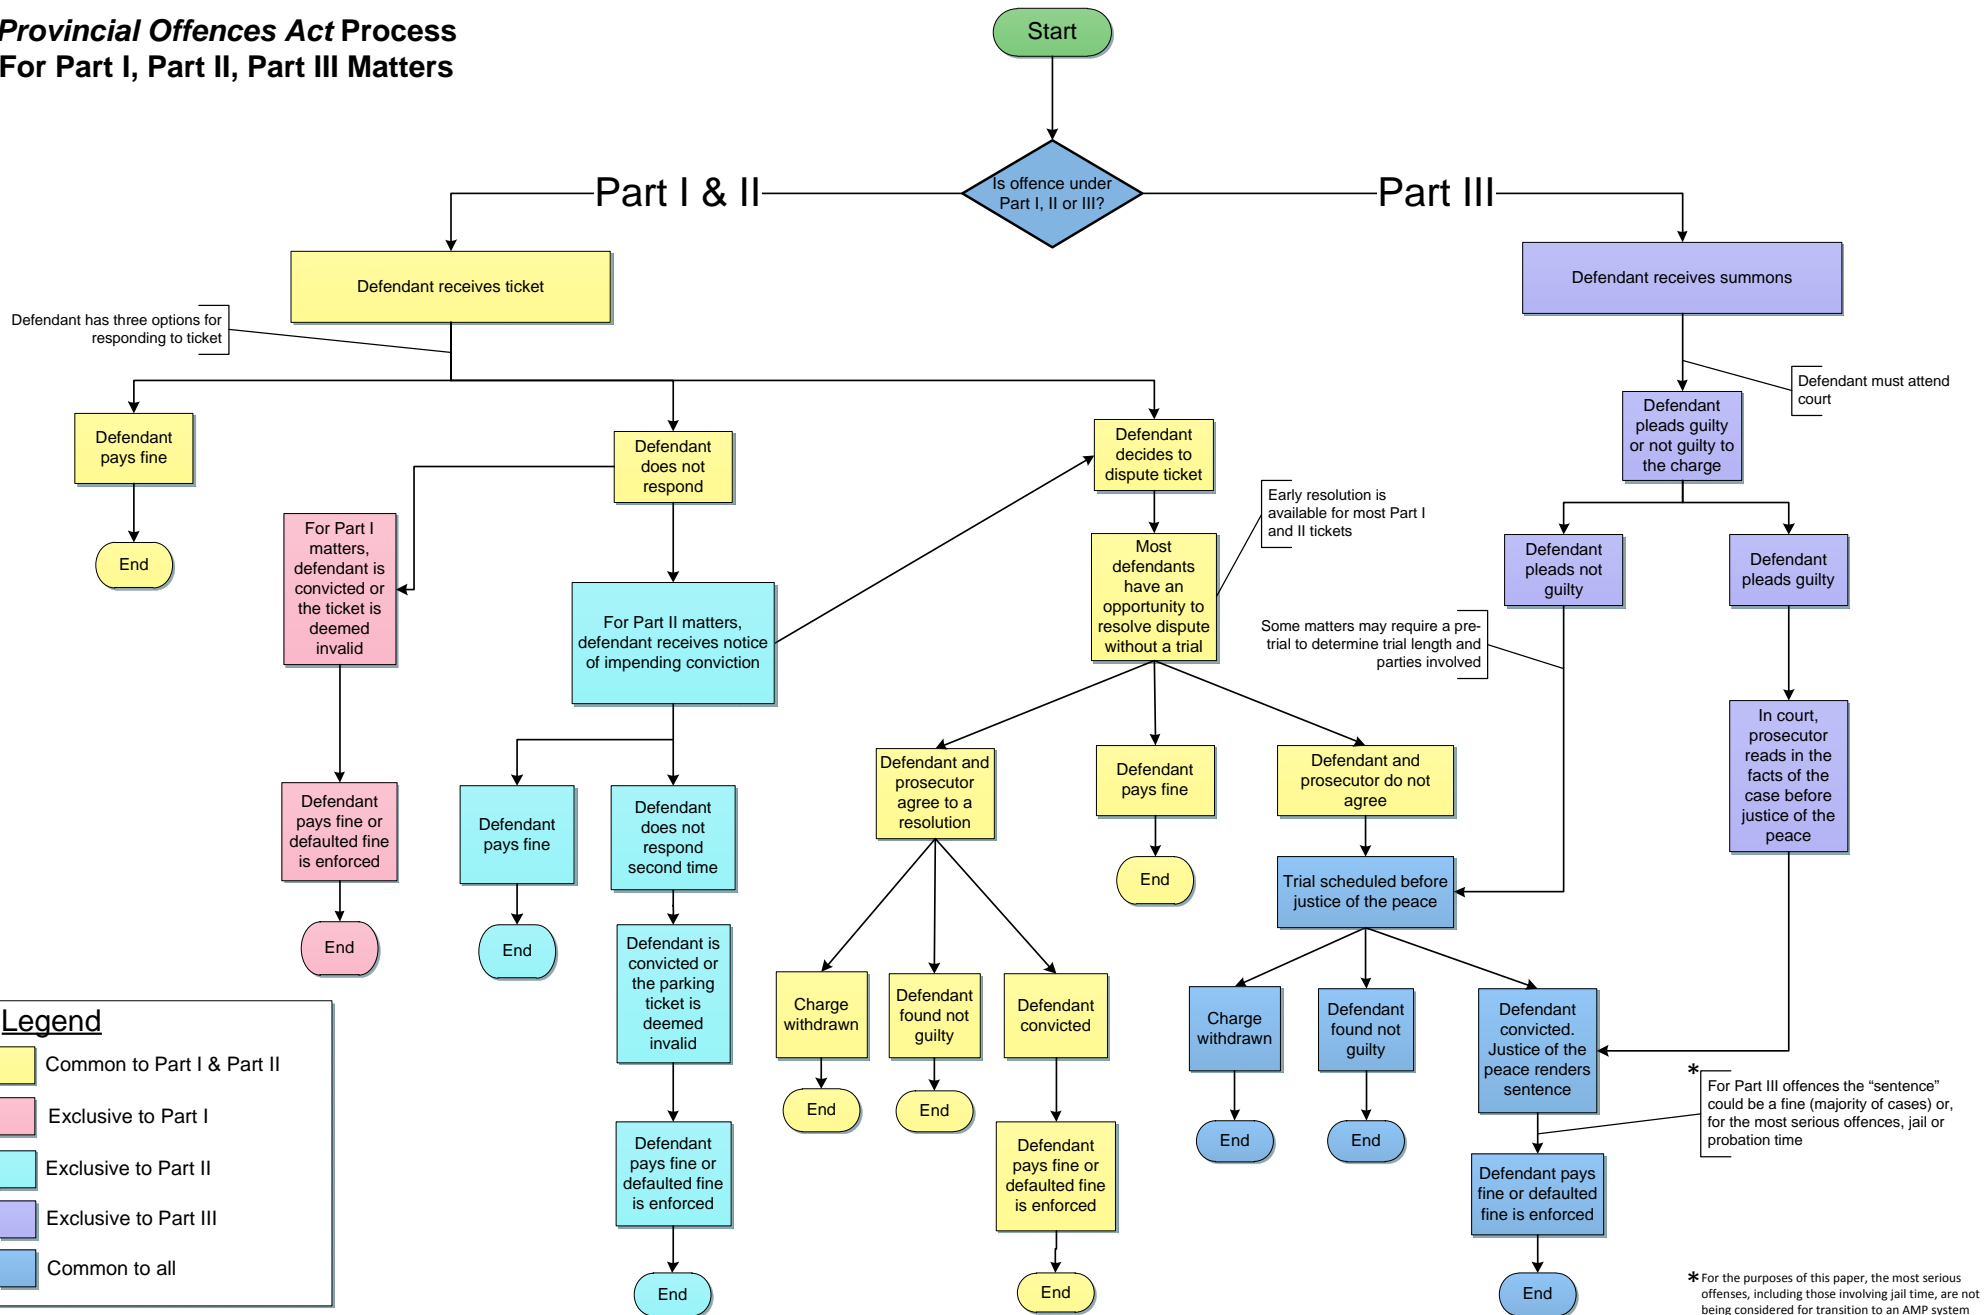 Provincial Offences Act Process
For Part I, Part II, Part III Matters
Start
Is offence under
Part I, II or III?
Part I & II
Part III
Defendant receives ticket
Defendant receives summons
Defendant has three options for
responding to ticket
Defendant must attend
court
Defendant
pays fine
End
Defendant
does not
respond
Defendant
decides to
dispute ticket
Defendant
pleads guilty
or not guilty to
the charge
Early resolution is
available for most Part I
and II tickets
For Part I
matters,
defendant is
convicted or
the ticket is
deemed
invalid
For Part II matters,
defendant receives notice
of impending conviction
Most
defendants
have an
opportunity to
resolve dispute
without a trial
Defendant
pleads not
guilty
Defendant
pleads guilty
Some matters may require a pre-
trial to determine trial length and
parties involved
In court,
prosecutor
reads in the
facts of the
case before
justice of the
peace
Defendant
pays fine or
defaulted fine
is enforced
End
Defendant
pays fine
End
Defendant
does not
respond
second time
Defendant is
convicted or
the parking
ticket is
deemed
invalid
Defendant
pays fine or
defaulted fine
is enforced
End
Defendant and
prosecutor
agree to a
resolution
Defendant
pays fine
End
Defendant and
prosecutor do not
agree
Trial scheduled before
justice of the peace
Charge
withdrawn
End
Defendant
found not
guilty
End
Defendant
convicted
Defendant
pays fine or
defaulted fine
is enforced
End
Charge
withdrawn
End
Defendant
found not
guilty
End
Defendant
convicted.
Justice of the
peace renders
sentence
* For Part III offences the “sentence”
could be a fine (majority of cases) or,
for the most serious offences, jail or
probation time
Defendant pays
fine or defaulted
fine is enforced
End
Legend
Common to Part I & Part II
Exclusive to Part I
Exclusive to Part II
Exclusive to Part III
Common to all
* For the purposes of this paper, the most serious
offenses, including those involving jail time, are not
being considered for transition to an AMP system